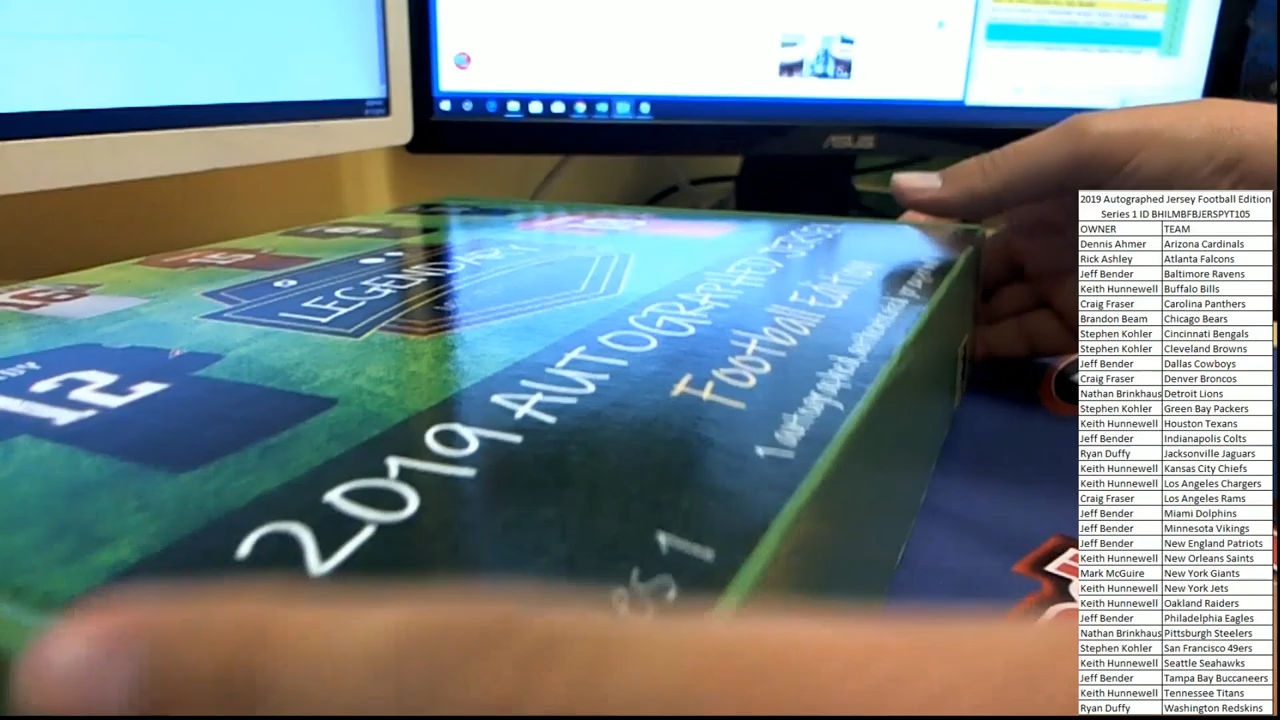 ASUS
LEGENDARY
12
15
2019 AUTOGRAPHED JERSEY
Football Edition
1 autographed
1
2019 Autographed Jersey Football Edition
Series 1 ID BHILMBFBJERSPYT105
OWNER TEAM
Dennis Ahmer Arizona Cardinals
Rick Ashley Atlanta Falcons
Jeff Bender Baltimore Ravens
Keith Hunnewell Buffalo Bills
Craig Fraser Carolina Panthers
Brandon Beam Chicago Bears
Stephen Kohler Cincinnati Bengals
Stephen Kohler Cleveland Browns
Jeff Bender Dallas Cowboys
Craig Fraser Denver Broncos
Nathan Brinkhaus Detroit Lions
Stephen Kohler Green Bay Packers
Keith Hunnewell Houston Texans
Jeff Bender Indianapolis Colts
Ryan Duffy Jacksonville Jaguars
Keith Hunnewell Kansas City Chiefs
Keith Hunnewell Los Angeles Chargers
Craig Fraser Los Angeles Rams
Jeff Bender Miami Dolphins
Jeff Bender Minnesota Vikings
Jeff Bender New England Patriots
Keith Hunnewell New Orleans Saints
Mark McGuire New York Giants
Keith Hunnewell New York Jets
Keith Hunnewell Oakland Raiders
Jeff Bender Philadelphia Eagles
Nathan Brinkhaus Pittsburgh Steelers
Stephen Kohler San Francisco 49ers
Keith Hunnewell Seattle Seahawks
Jeff Bender Tampa Bay Buccaneers
Keith Hunnewell Tennessee Titans
Ryan Duffy Washington Redskins